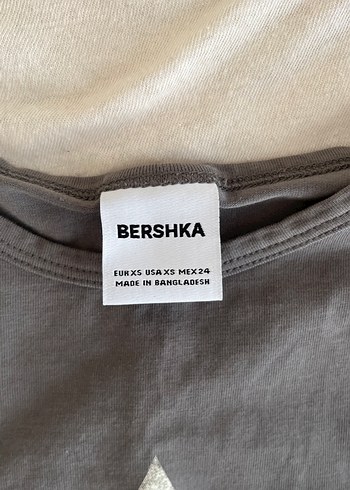 BERSHKA
EUR XS USA XS MEX 24
MADE IN BANGLADESH